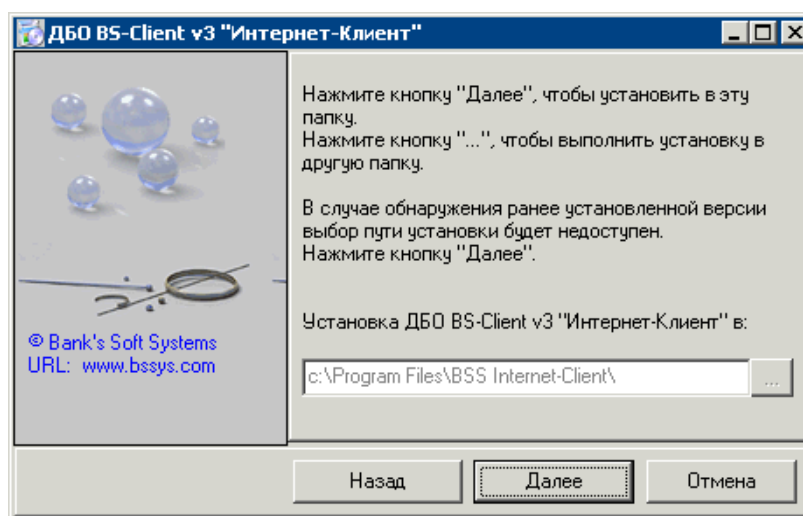 ДБО BS-Client v3 "Интернет-Клиент"
Нажмите кнопку "Далее", чтобы установить в эту
папку.
Нажмите кнопку "...", чтобы выполнить установку в
другую папку.
В случае обнаружения ранее установленной версии
выбор пути установки будет недоступен.
Нажмите кнопку "Далее".
Установка ДБО BS-Client v3 "Интернет-Клиент" в:
c:\Program Files\BSS Internet-Client\
...
© Bank's Soft Systems
URL: www.bssys.com
Назад
Далее
Отмена